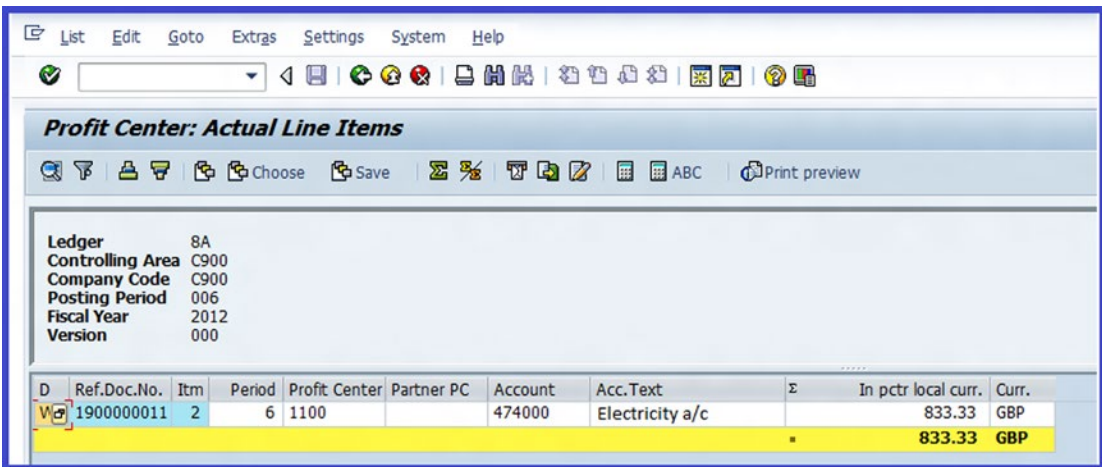 List Edit Goto Extras Settings System Help
Profit Center: Actual Line Items
Choose Save ABC Print preview
Ledger 8A
Controlling Area C900
Company Code C900
Posting Period 006
Fiscal Year 2012
Version 000
D Ref.Doc.No. Itm Period Profit Center Partner PC Account Acc.Text Σ In pctr local curr. Curr.
W 1900000011 2 6 1100 474000 Electricity a/c 833.33 GBP
833.33 GBP